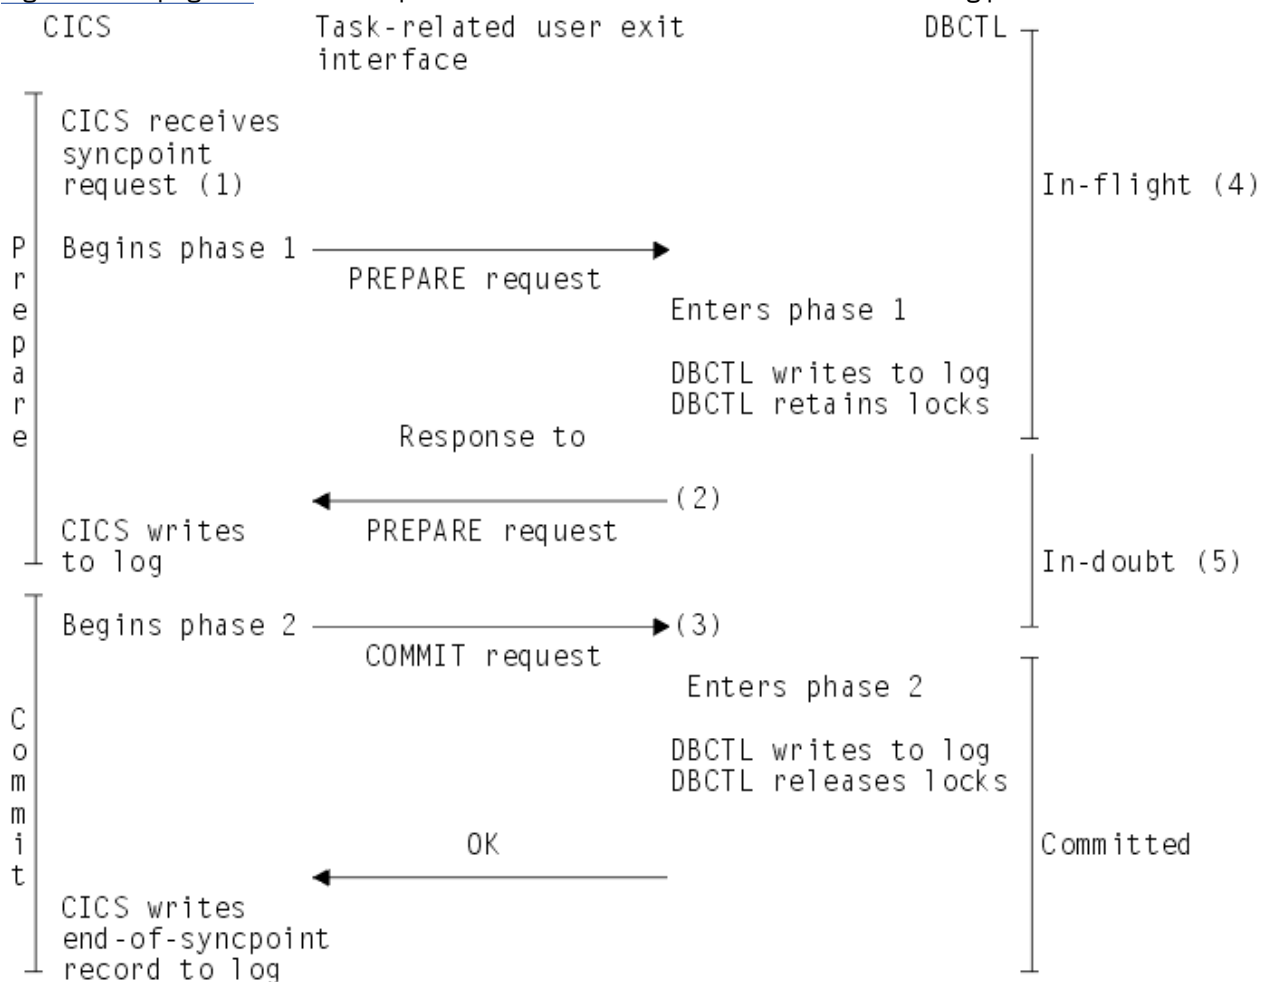 CICS Task-related user exit DBCTL
interface
CICS receives
syncpoint
request (1) In-flight (4)
Prepare
Begins phase 1
PREPARE request
Enters phase 1
DBCTL writes to log
DBCTL retains locks
Response to
(2)
CICS writes PREPARE request
to log In-doubt (5)
Begins phase 2 (3)
COMMIT request
Enters phase 2
Commit
DBCTL writes to log
DBCTL releases locks
OK Committed
CICS writes
end-of-syncpoint
record to log